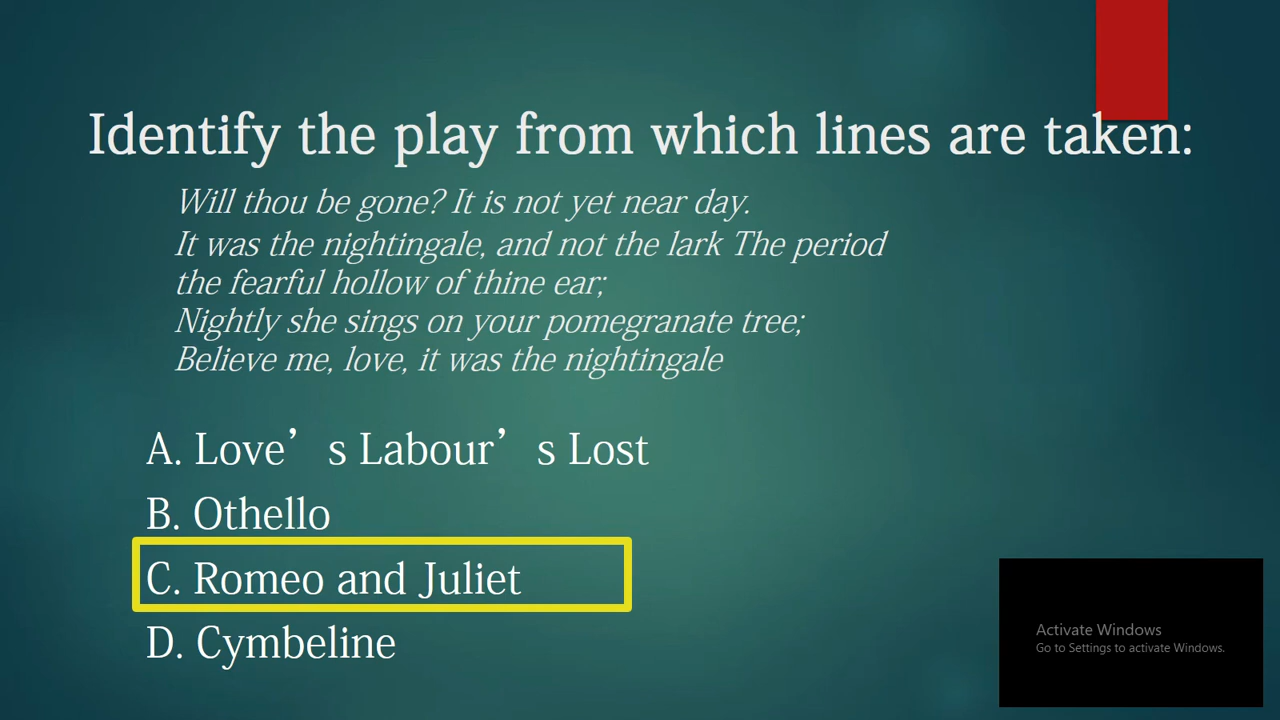 Identify the play from which lines are taken:
Will thou be gone? It is not yet near day.
It was the nightingale, and not the lark The period
the fearful hollow of thine ear;
Nightly she sings on your pomegranate tree;
Believe me, love, it was the nightingale
A. Love’s Labour’s Lost
B. Othello
C. Romeo and Juliet
D. Cymbeline
Activate Windows
Go to Settings to activate Windows.